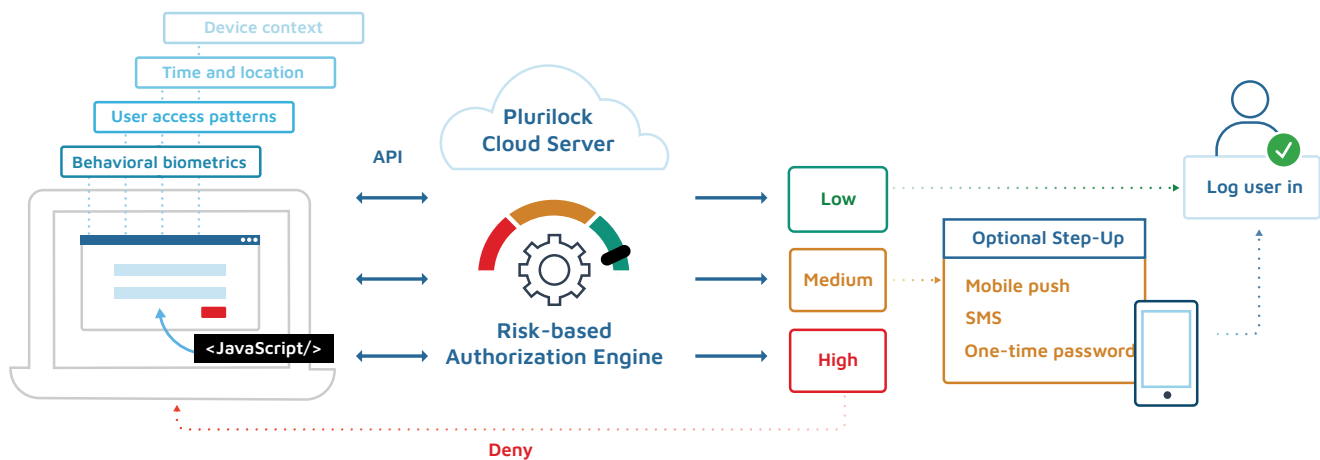 Device context
Time and location
User access patterns
Behavioral biometrics
<JavaScript/>
API
Plurilock
Cloud Server
Risk-based
Authorization Engine
Low
Medium
High
Deny
Optional Step-Up
Mobile push
SMS
One-time password
Log user in